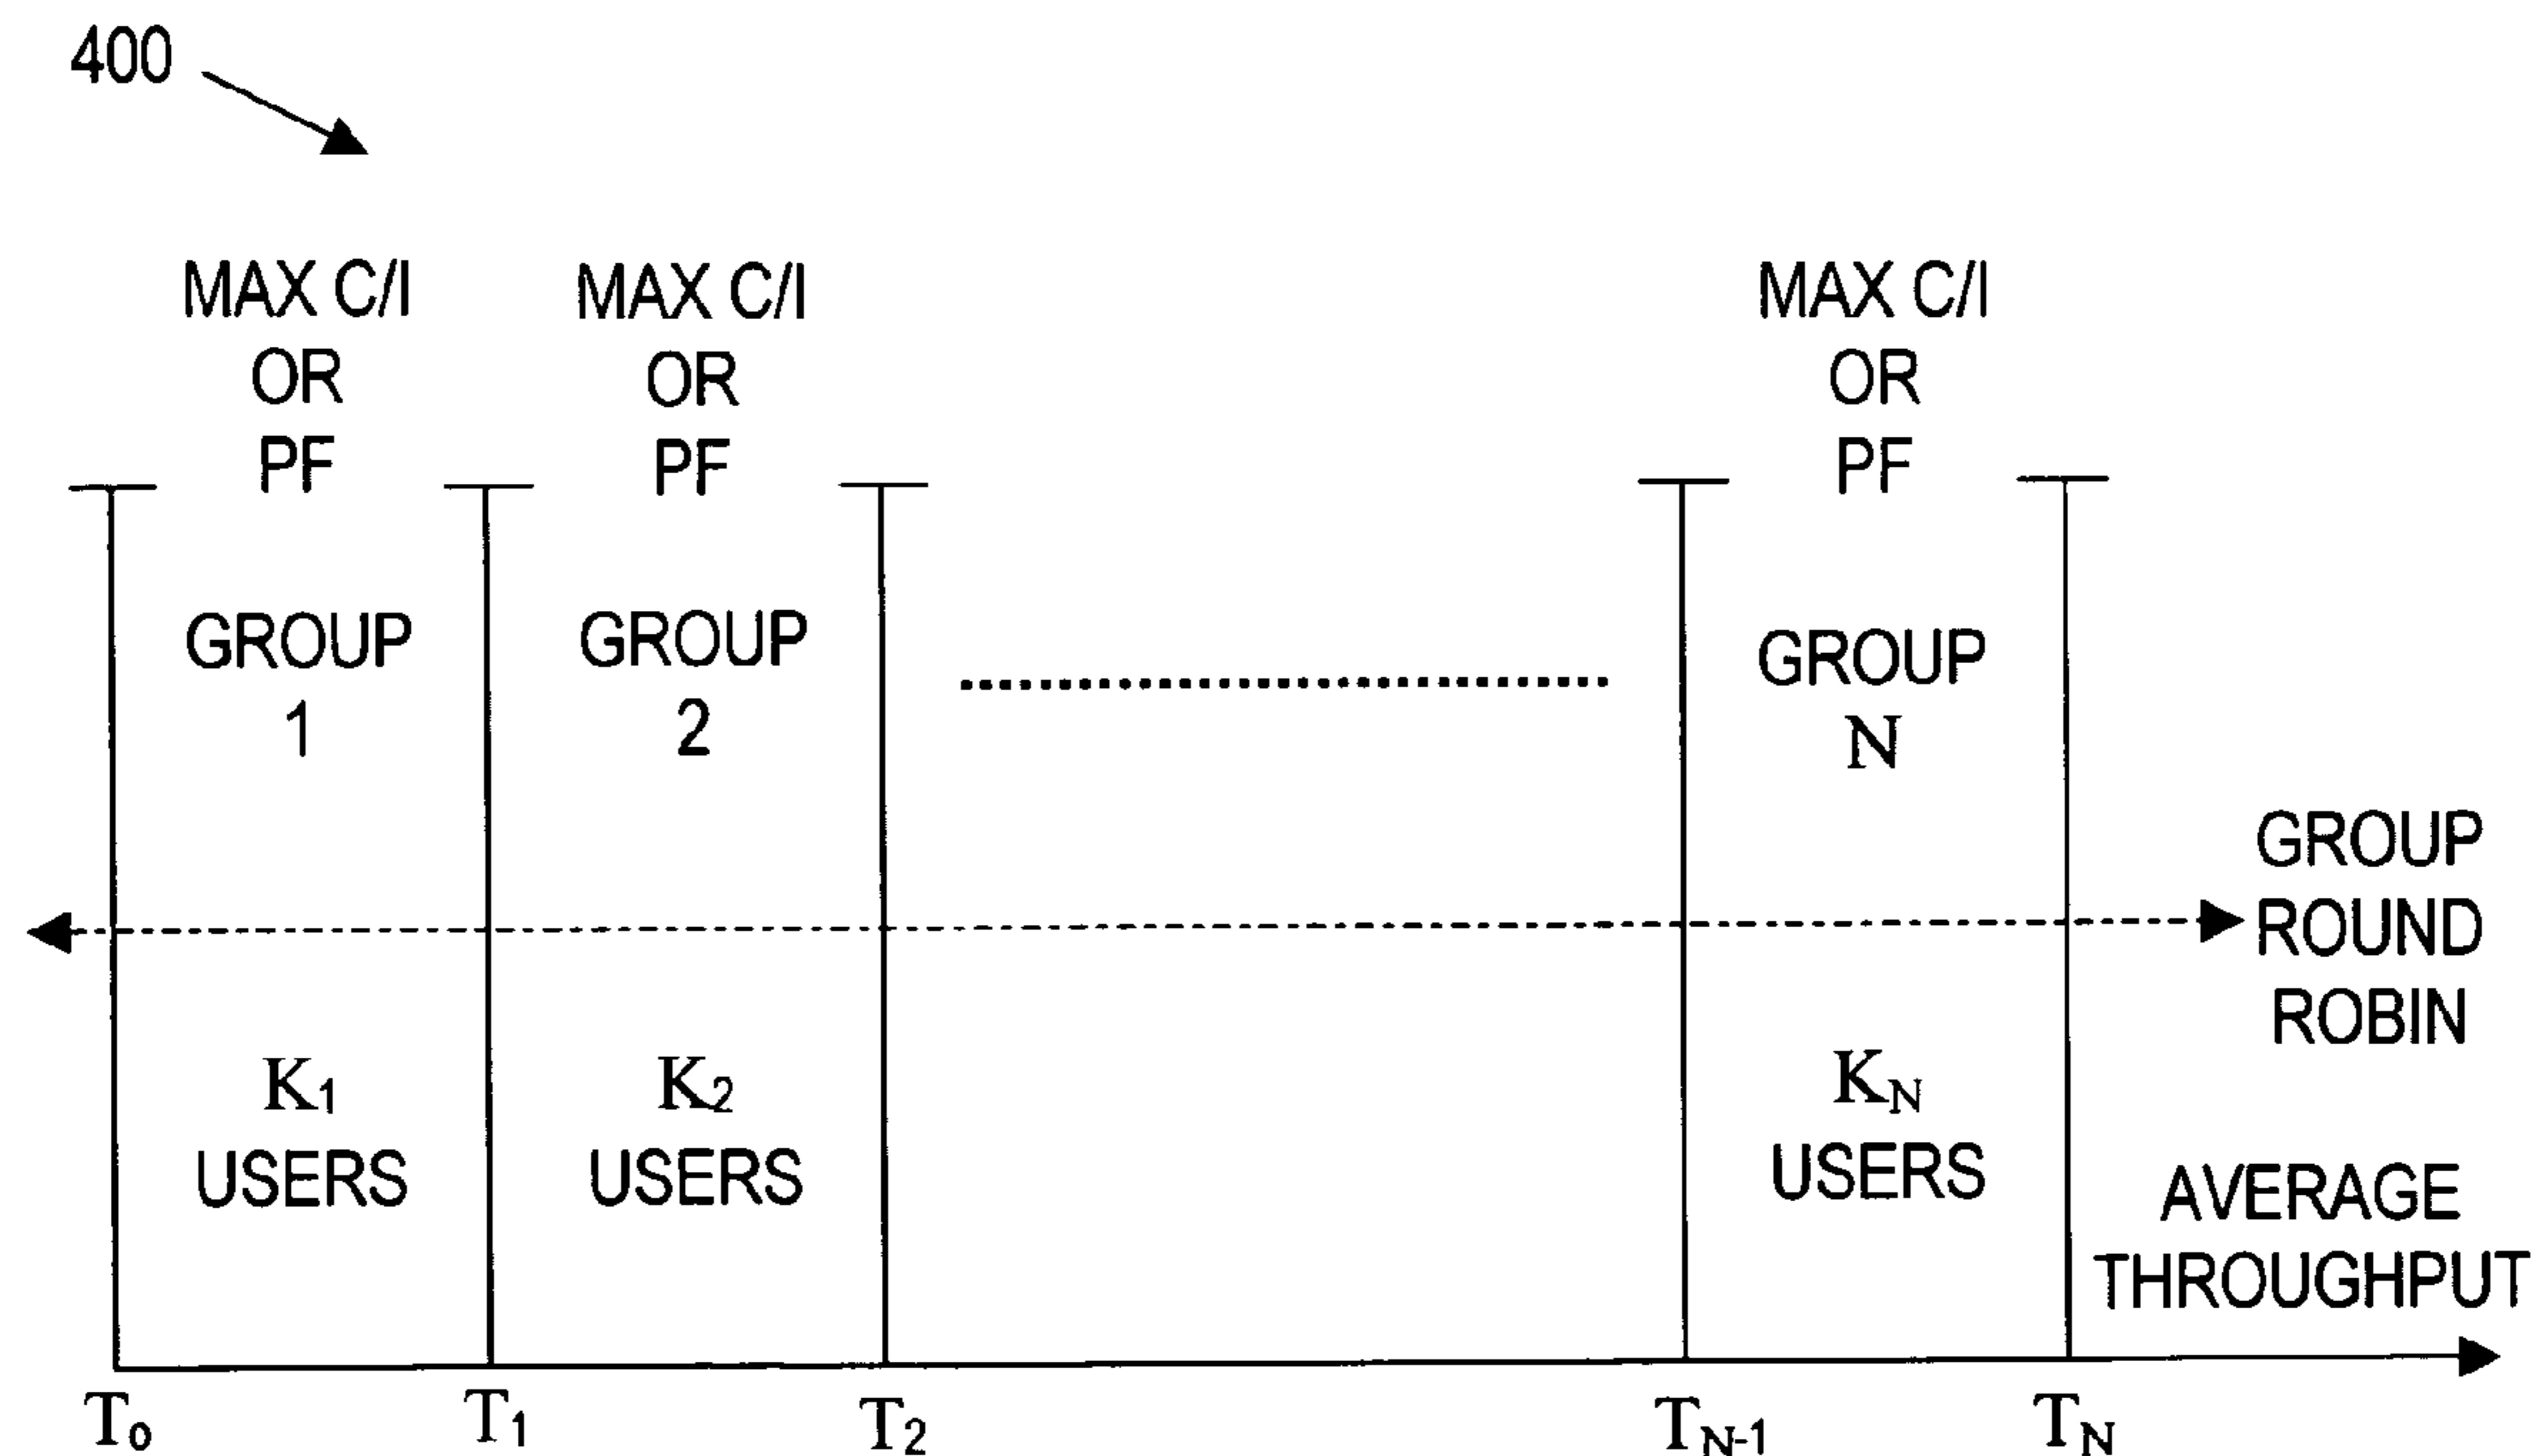 400
MAX C/I
OR
PF
MAX C/I
OR
PF
MAX C/I
OR
PF
GROUP
1
GROUP
2
GROUP
N
GROUP
ROUND
ROBIN
K1
USERS
K2
USERS
KN
USERS
AVERAGE
THROUGHPUT
T0
T1
T2
TN-1
TN